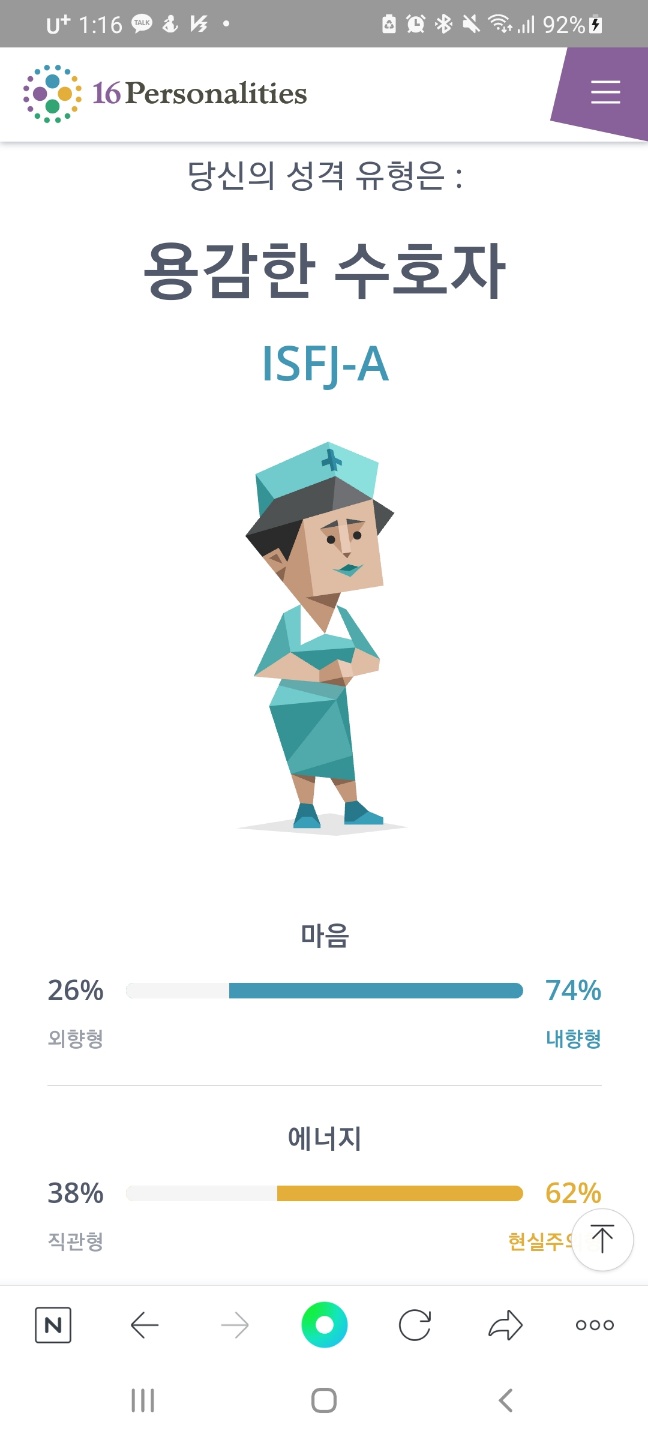 U+ 1:16 TALK 92%
16Personalities
당신의 성격 유형은 :
용감한 수호자
ISFJ-A
마음
26% 74%
외향형 내향형
에너지
38% 62%
직관형 현실주의
N